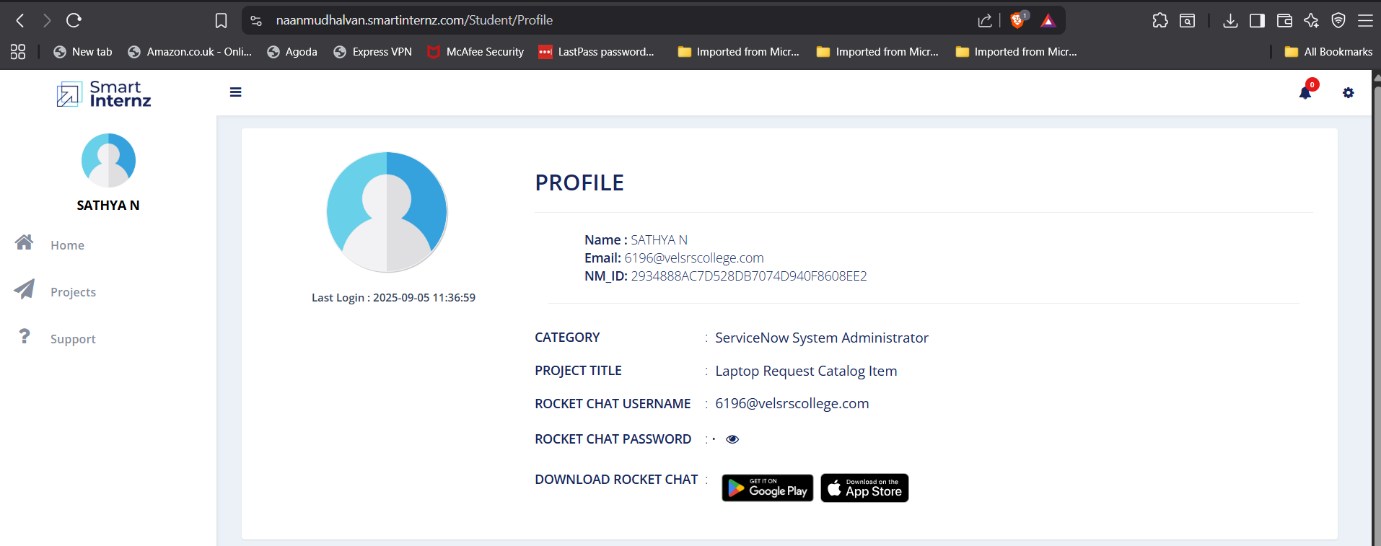 naanmudhalvan.smartinternz.com/Student/Profile
1
New tab
Amazon.co.uk - Onli...
Agoda
Express VPN
McAfee Security
LastPass password...
Imported from Micr...
Imported from Micr...
Imported from Micr...
All Bookmarks
Smart
Internz
0
SATHYA N
Home
Projects
Support
Last Login : 2025-09-05 11:36:59
PROFILE
Name : SATHYA N
Email: 6196@velsrscollege.com
NM_ID: 2934888AC7D528DB7074D940F8608EE2
CATEGORY : ServiceNow System Administrator
PROJECT TITLE : Laptop Request Catalog Item
ROCKET CHAT USERNAME : 6196@velsrscollege.com
ROCKET CHAT PASSWORD : ·
DOWNLOAD ROCKET CHAT :
GET IT ON
Google Play
Download on the
App Store